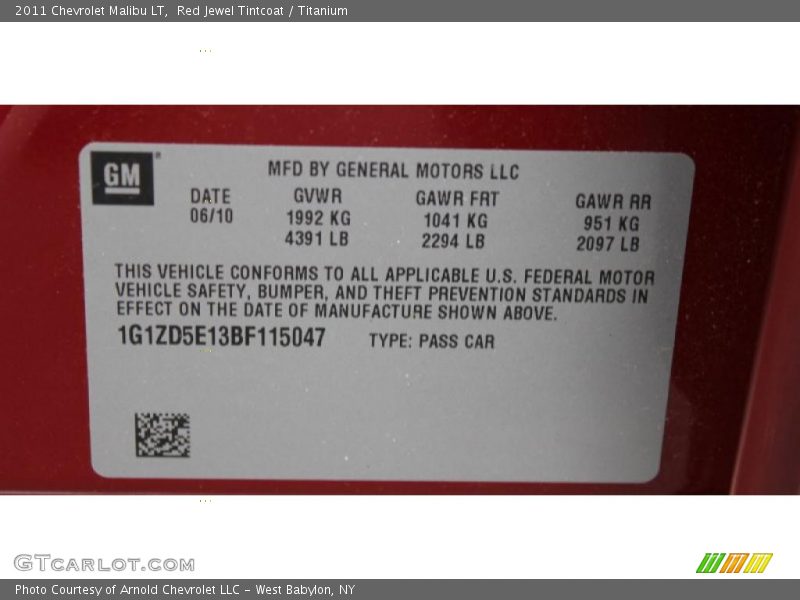 2011 Chevrolet Malibu LT,  Red Jewel Tintcoat / Titanium
GM
MFD BY GENERAL MOTORS LLC
DATE GVWR GAWR FRT GAWR RR
06/10 1992 KG 1041 KG 951 KG
4391 LB 2294 LB 2097 LB
THIS VEHICLE CONFORMS TO ALL APPLICABLE U.S. FEDERAL MOTOR
VEHICLE SAFETY, BUMPER, AND THEFT PREVENTION STANDARDS IN
EFFECT ON THE DATE OF MANUFACTURE SHOWN ABOVE.
1G1ZD5E13BF115047 TYPE: PASS CAR
GTCARLOT.COM
Photo Courtesy of Arnold Chevrolet LLC - West Babylon, NY